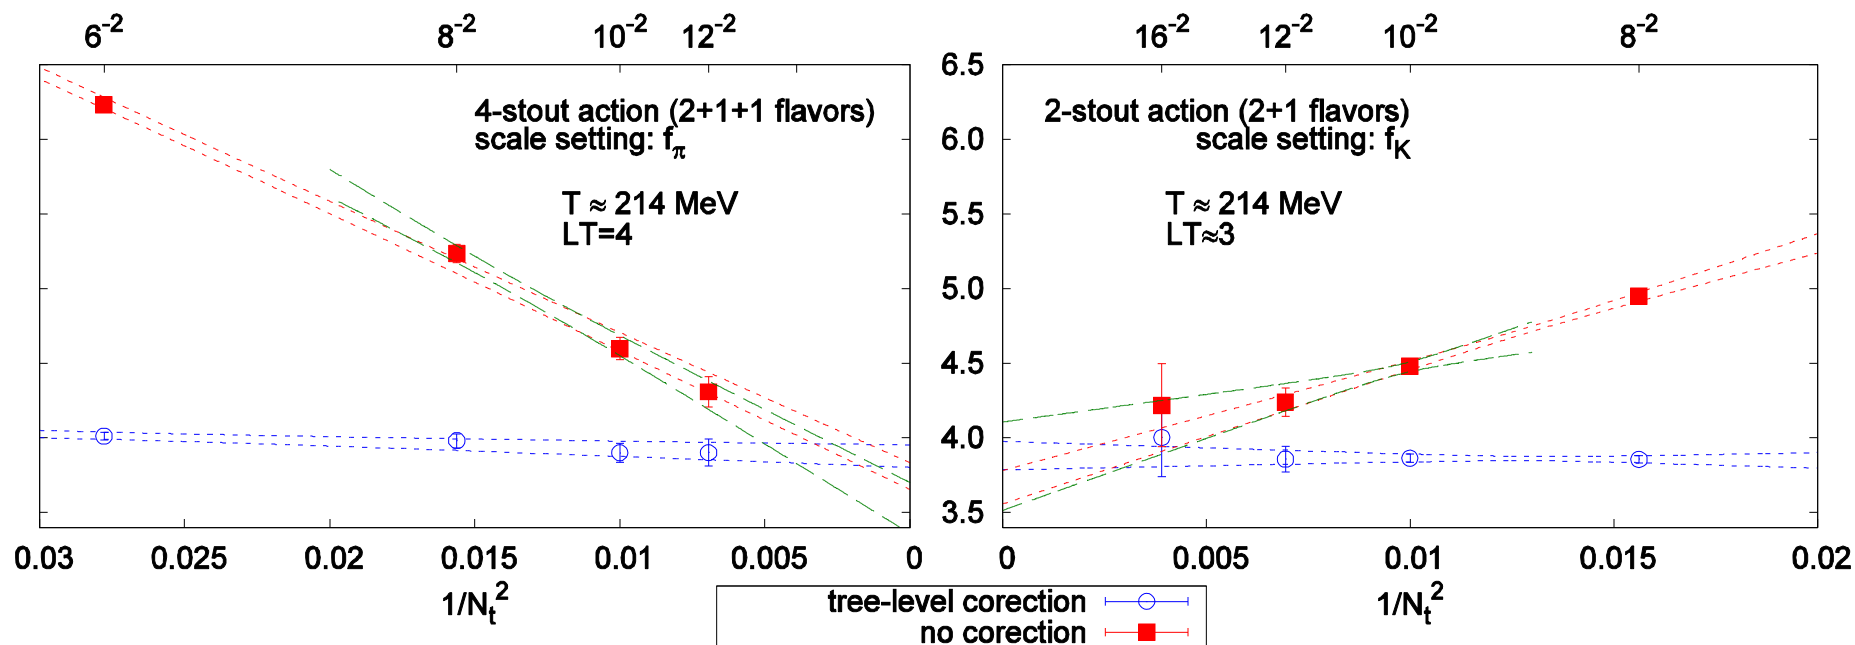 6-2 8-2 10-2 12-2 16-2 12-2 10-2 8-2
6.5
4-stout action (2+1+1 flavors)
scale setting: fπ
T ≈ 214 MeV
LT=4
2-stout action (2+1 flavors)
scale setting: fK
T ≈ 214 MeV
LT≈3
6.0
5.5
5.0
4.5
4.0
3.5
0.03 0.025 0.02 0.015 0.01 0.005 0
0 0.005 0.01 0.015 0.02
1/Nt2
1/Nt2
tree-level corection
no corection